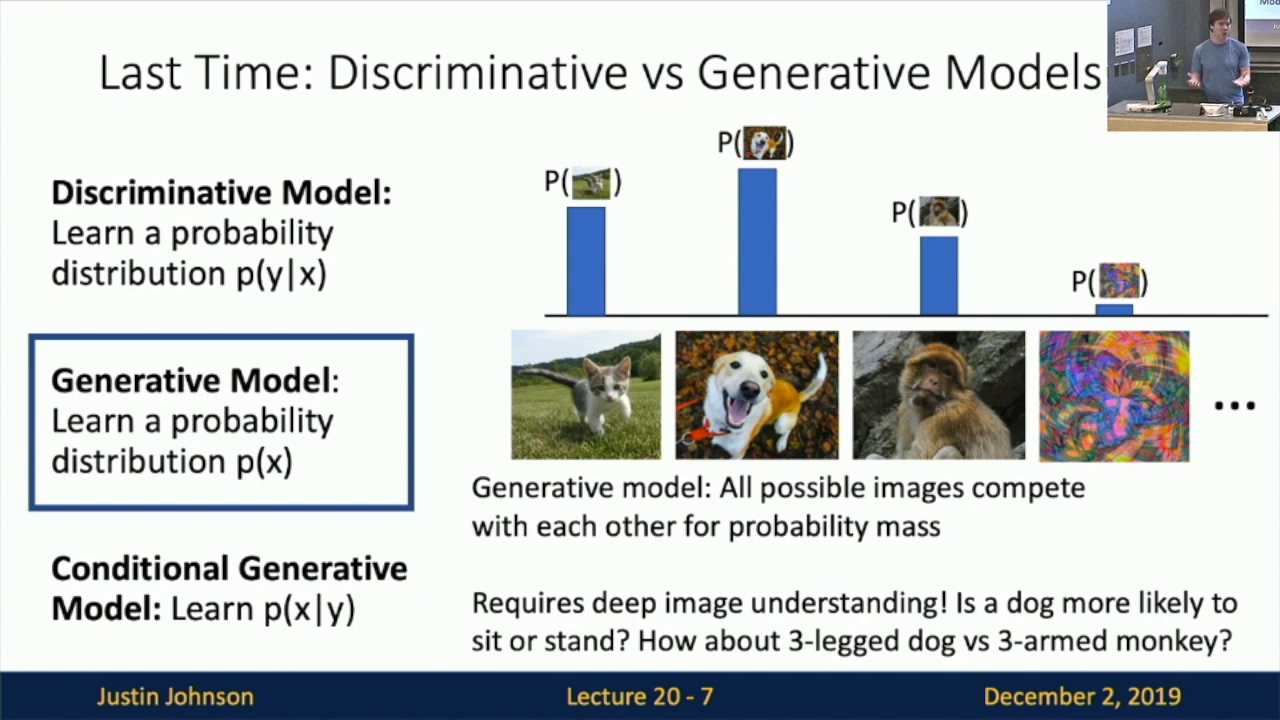 Last Time: Discriminative vs Generative Models
Discriminative Model:
Learn a probability
distribution p(y|x)
Generative Model:
Learn a probability
distribution p(x)
Conditional Generative
Model: Learn p(x|y)
P( )
P( )
P( )
P( )
...
Generative model: All possible images compete
with each other for probability mass
Requires deep image understanding! Is a dog more likely to
sit or stand? How about 3-legged dog vs 3-armed monkey?
Justin Johnson
Lecture 20 - 7
December 2, 2019